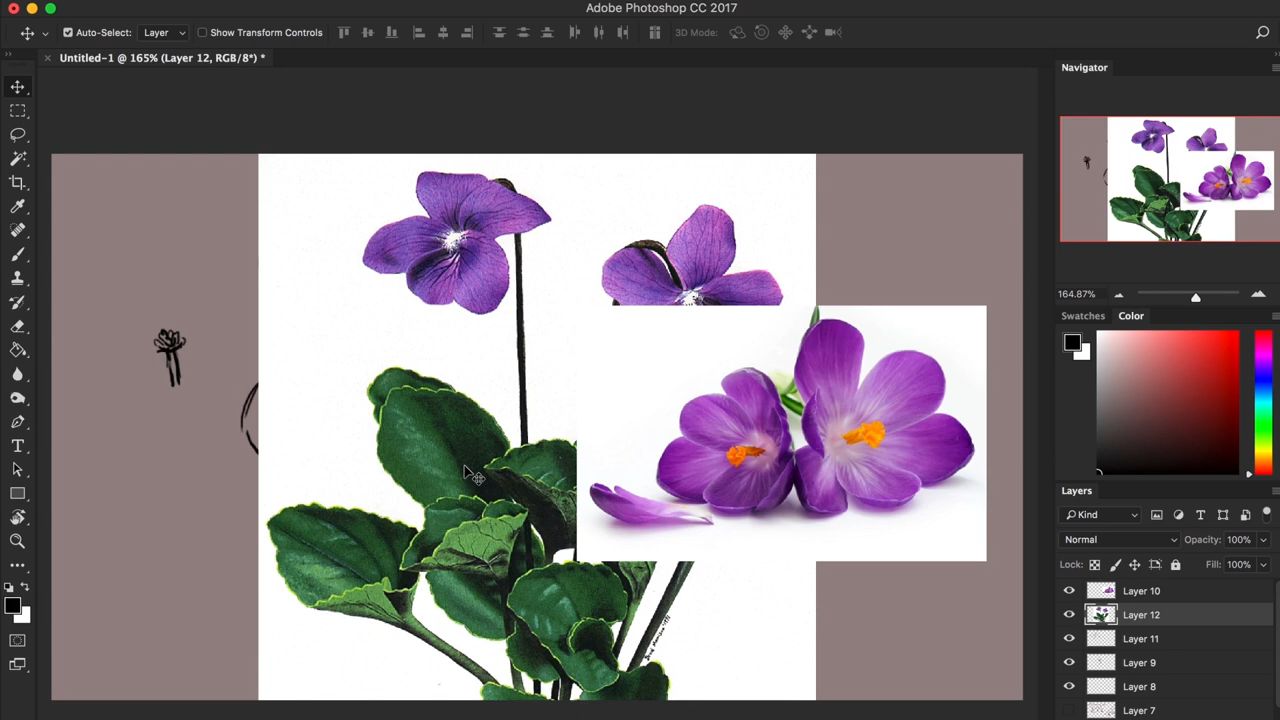 Adobe Photoshop CC 2017
Auto-Select: Layer Show Transform Controls 3D Mode:
Untitled-1 @ 165% (Layer 12, RGB/8*) *
Navigator
164.87%
Swatches Color
Layers
Kind
Normal Opacity: 100%
Lock: Fill: 100%
Layer 10
Layer 12
Layer 11
Layer 9
Layer 8
Layer 7